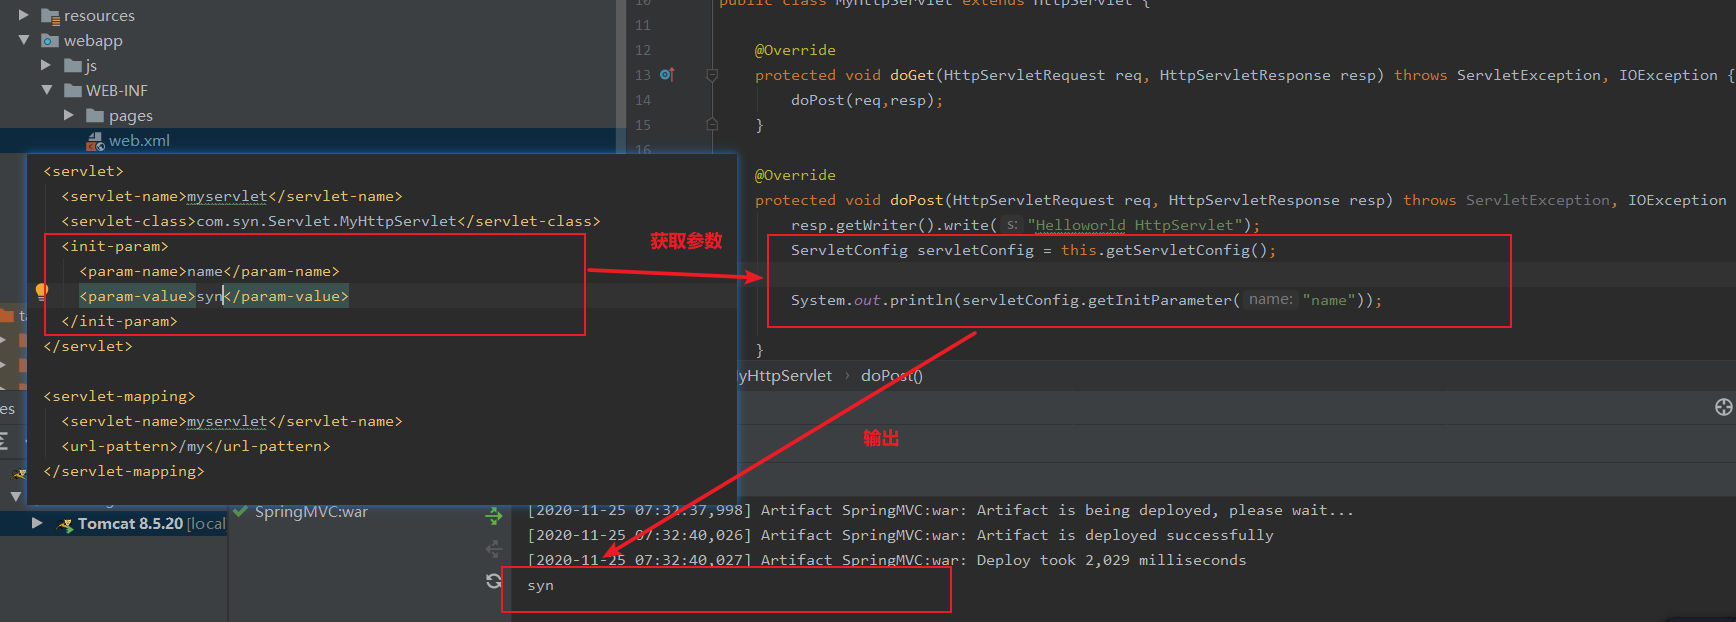 resources
webapp
js
WEB-INF
pages
web.xml
<servlet>
<servlet-name>myservlet</servlet-name>
<servlet-class>com.syn.Servlet.MyHttpServlet</servlet-class>
<init-param>
<param-name>name</param-name>
<param-value>syn</param-value>
</init-param>
</servlet>
<servlet-mapping>
<servlet-name>myservlet</servlet-name>
<url-pattern>/my</url-pattern>
</servlet-mapping>
获取参数
10 public class MyHttpServlet extends HttpServlet {
11
12 @Override
13 protected void doGet(HttpServletRequest req, HttpServletResponse resp) throws ServletException, IOException {
14 doPost(req,resp);
15 }
16
@Override
protected void doPost(HttpServletRequest req, HttpServletResponse resp) throws ServletException, IOException
resp.getWriter().write( s: "Helloworld HttpServlet");
ServletConfig servletConfig = this.getServletConfig();
System.out.println(servletConfig.getInitParameter( name: "name"));
}
yHttpServlet › doPost()
输出
es
Tomcat 8.5.20 [local
SpringMVC:war
[2020-11-25 07:32:37,998] Artifact SpringMVC:war: Artifact is being deployed, please wait...
[2020-11-25 07:32:40,026] Artifact SpringMVC:war: Artifact is deployed successfully
[2020-11-25 07:32:40,027] Artifact SpringMVC:war: Deploy took 2,029 milliseconds
syn